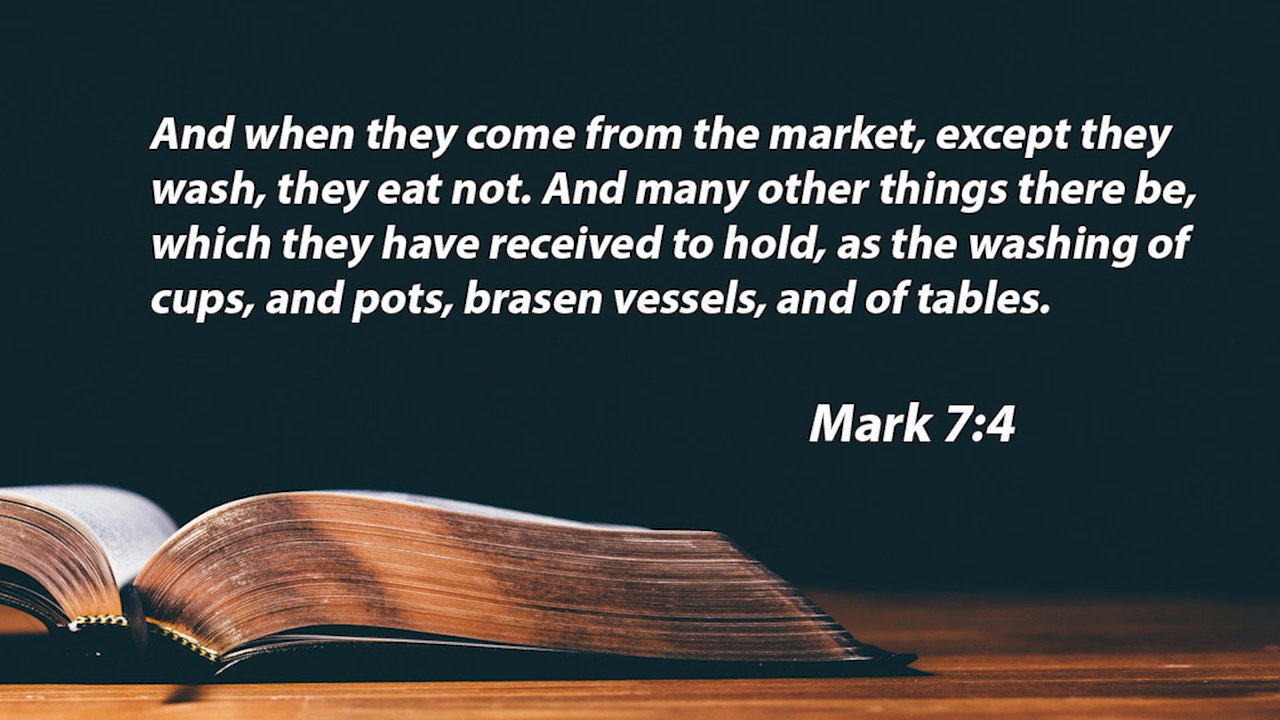 And when they come from the market, except they
wash, they eat not. And many other things there be,
which they have received to hold, as the washing of
cups, and pots, brasen vessels, and of tables.
Mark 7:4